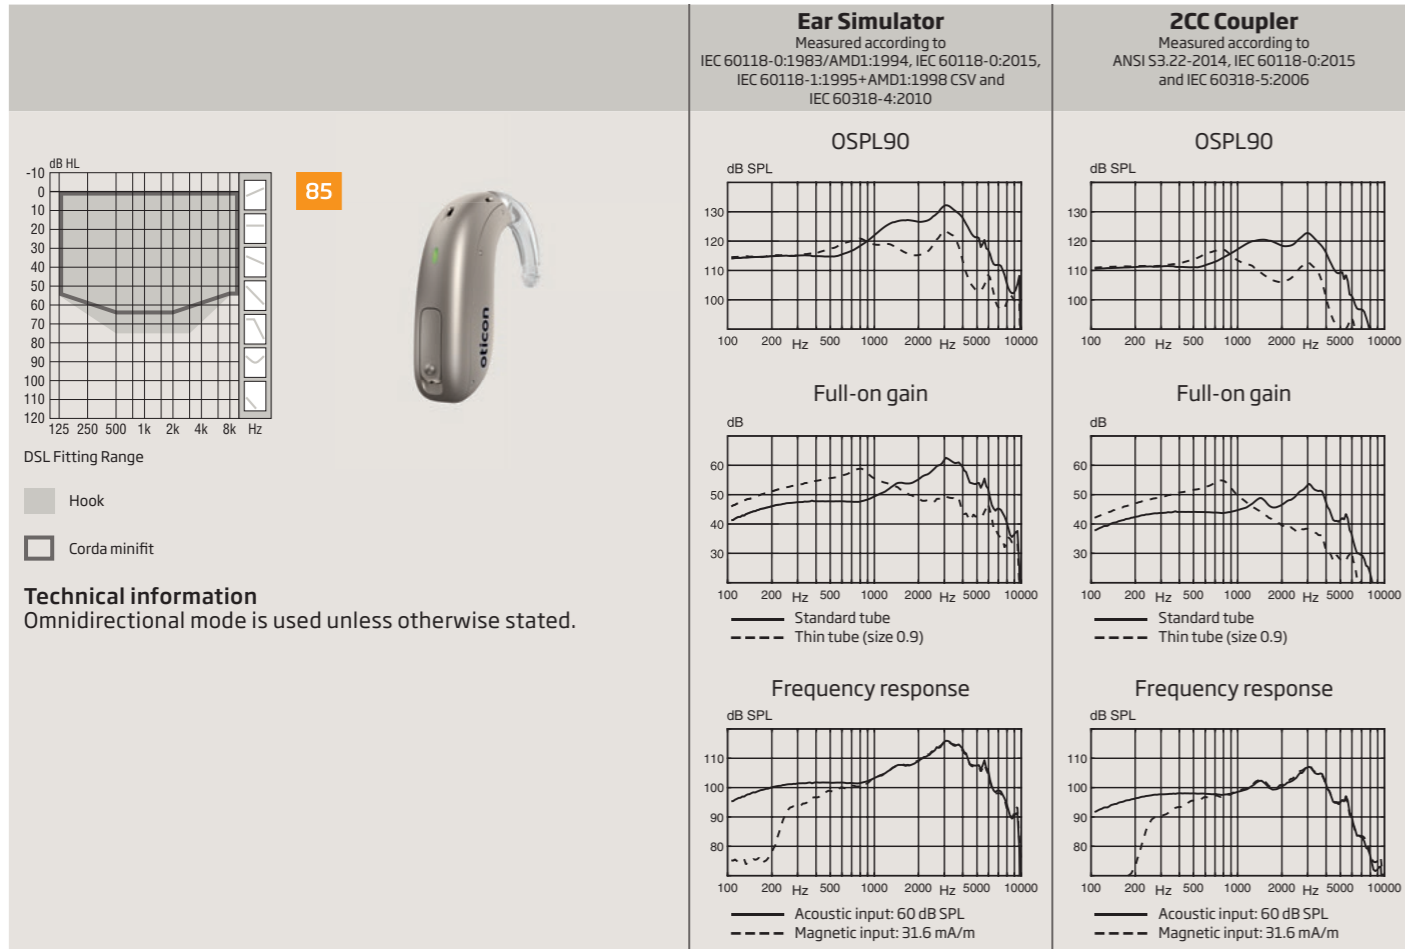 Ear Simulator
Measured according to
IEC 60118-0:1983/AMD1:1994, IEC 60118-0:2015,
IEC 60118-1:1995+AMD1:1998 CSV and
IEC 60318-4:2010
2CC Coupler
Measured according to
ANSI S3.22-2014, IEC 60118-0:2015
and IEC 60318-5:2006
dB HL
-10
0
10
20
30
40
50
60
70
80
90
100
110
120
125 250 500 1k 2k 4k 8k Hz
85
oticon
DSL Fitting Range
Hook
Corda minifit
Technical information
Omnidirectional mode is used unless otherwise stated.
OSPL90
dB SPL
130
120
110
100
100 200 Hz 500 1000 2000 Hz 5000 10000
Full-on gain
dB
60
50
40
30
100 200 Hz 500 1000 2000 Hz 5000 10000
Standard tube
Thin tube (size 0.9)
Frequency response
dB SPL
110
100
90
80
100 200 Hz 500 1000 2000 Hz 5000 10000
Acoustic input: 60 dB SPL
Magnetic input: 31.6 mA/m
OSPL90
dB SPL
130
120
110
100
100 200 Hz 500 1000 2000 Hz 5000 10000
Full-on gain
dB
60
50
40
30
100 200 Hz 500 1000 2000 Hz 5000 10000
Standard tube
Thin tube (size 0.9)
Frequency response
dB SPL
110
100
90
80
100 200 Hz 500 1000 2000 Hz 5000 10000
Acoustic input: 60 dB SPL
Magnetic input: 31.6 mA/m